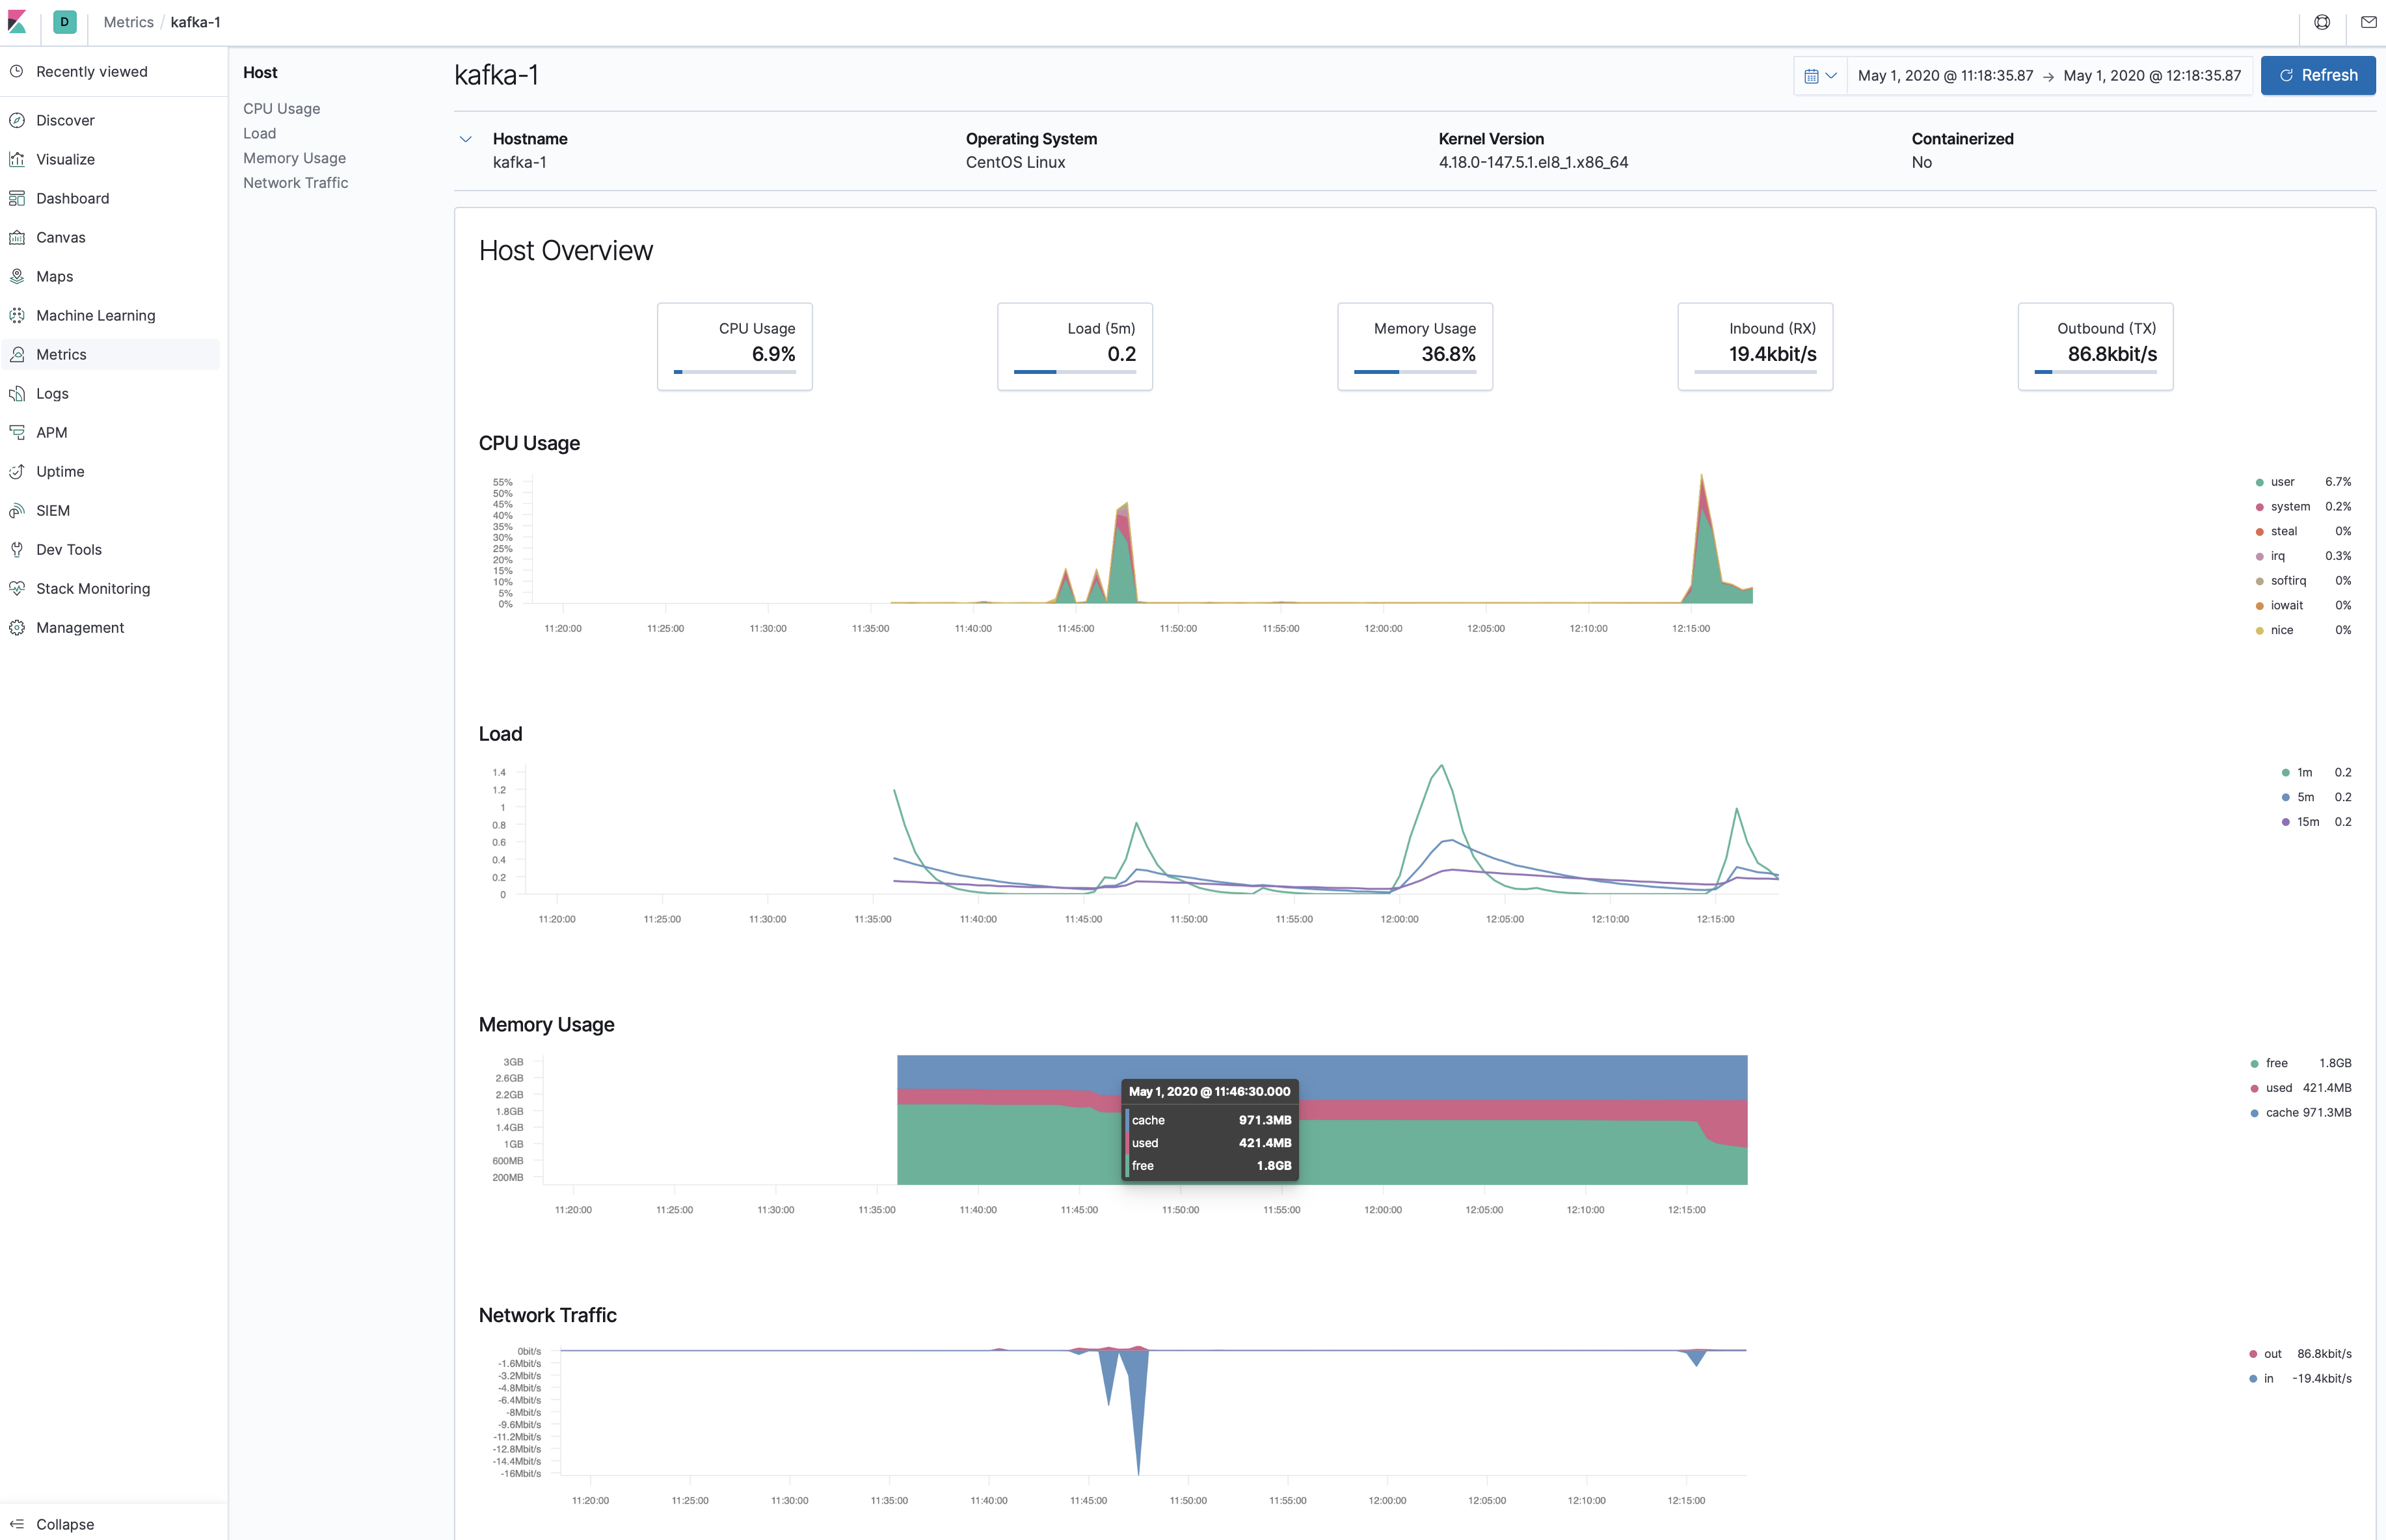 D
Metrics / kafka-1
Recently viewed
Discover
Visualize
Dashboard
Canvas
Maps
Machine Learning
Metrics
Logs
APM
Uptime
SIEM
Dev Tools
Stack Monitoring
Management
Collapse
Host
CPU Usage
Load
Memory Usage
Network Traffic
kafka-1
May 1, 2020 @ 11:18:35.87 → May 1, 2020 @ 12:18:35.87
Refresh
Hostname
kafka-1
Operating System
CentOS Linux
Kernel Version
4.18.0-147.5.1.el8_1.x86_64
Containerized
No
Host Overview
CPU Usage
6.9%
Load (5m)
0.2
Memory Usage
36.8%
Inbound (RX)
19.4kbit/s
Outbound (TX)
86.8kbit/s
CPU Usage
55%
50%
45%
40%
35%
30%
25%
20%
15%
10%
5%
0%
11:20:00 11:25:00 11:30:00 11:35:00 11:40:00 11:45:00 11:50:00 11:55:00 12:00:00 12:05:00 12:10:00 12:15:00
user 6.7%
system 0.2%
steal 0%
irq 0.3%
softirq 0%
iowait 0%
nice 0%
Load
1.4
1.2
1
0.8
0.6
0.4
0.2
0
11:20:00 11:25:00 11:30:00 11:35:00 11:40:00 11:45:00 11:50:00 11:55:00 12:00:00 12:05:00 12:10:00 12:15:00
1m 0.2
5m 0.2
15m 0.2
Memory Usage
3GB
2.6GB
2.2GB
1.8GB
1.4GB
1GB
600MB
200MB
11:20:00 11:25:00 11:30:00 11:35:00 11:40:00 11:45:00 11:50:00 11:55:00 12:00:00 12:05:00 12:10:00 12:15:00
May 1, 2020 @ 11:46:30.000
cache 971.3MB
used 421.4MB
free 1.8GB
free 1.8GB
used 421.4MB
cache 971.3MB
Network Traffic
0bit/s
-1.6Mbit/s
-3.2Mbit/s
-4.8Mbit/s
-6.4Mbit/s
-8Mbit/s
-9.6Mbit/s
-11.2Mbit/s
-12.8Mbit/s
-14.4Mbit/s
-16Mbit/s
11:20:00 11:25:00 11:30:00 11:35:00 11:40:00 11:45:00 11:50:00 11:55:00 12:00:00 12:05:00 12:10:00 12:15:00
out 86.8kbit/s
in -19.4kbit/s